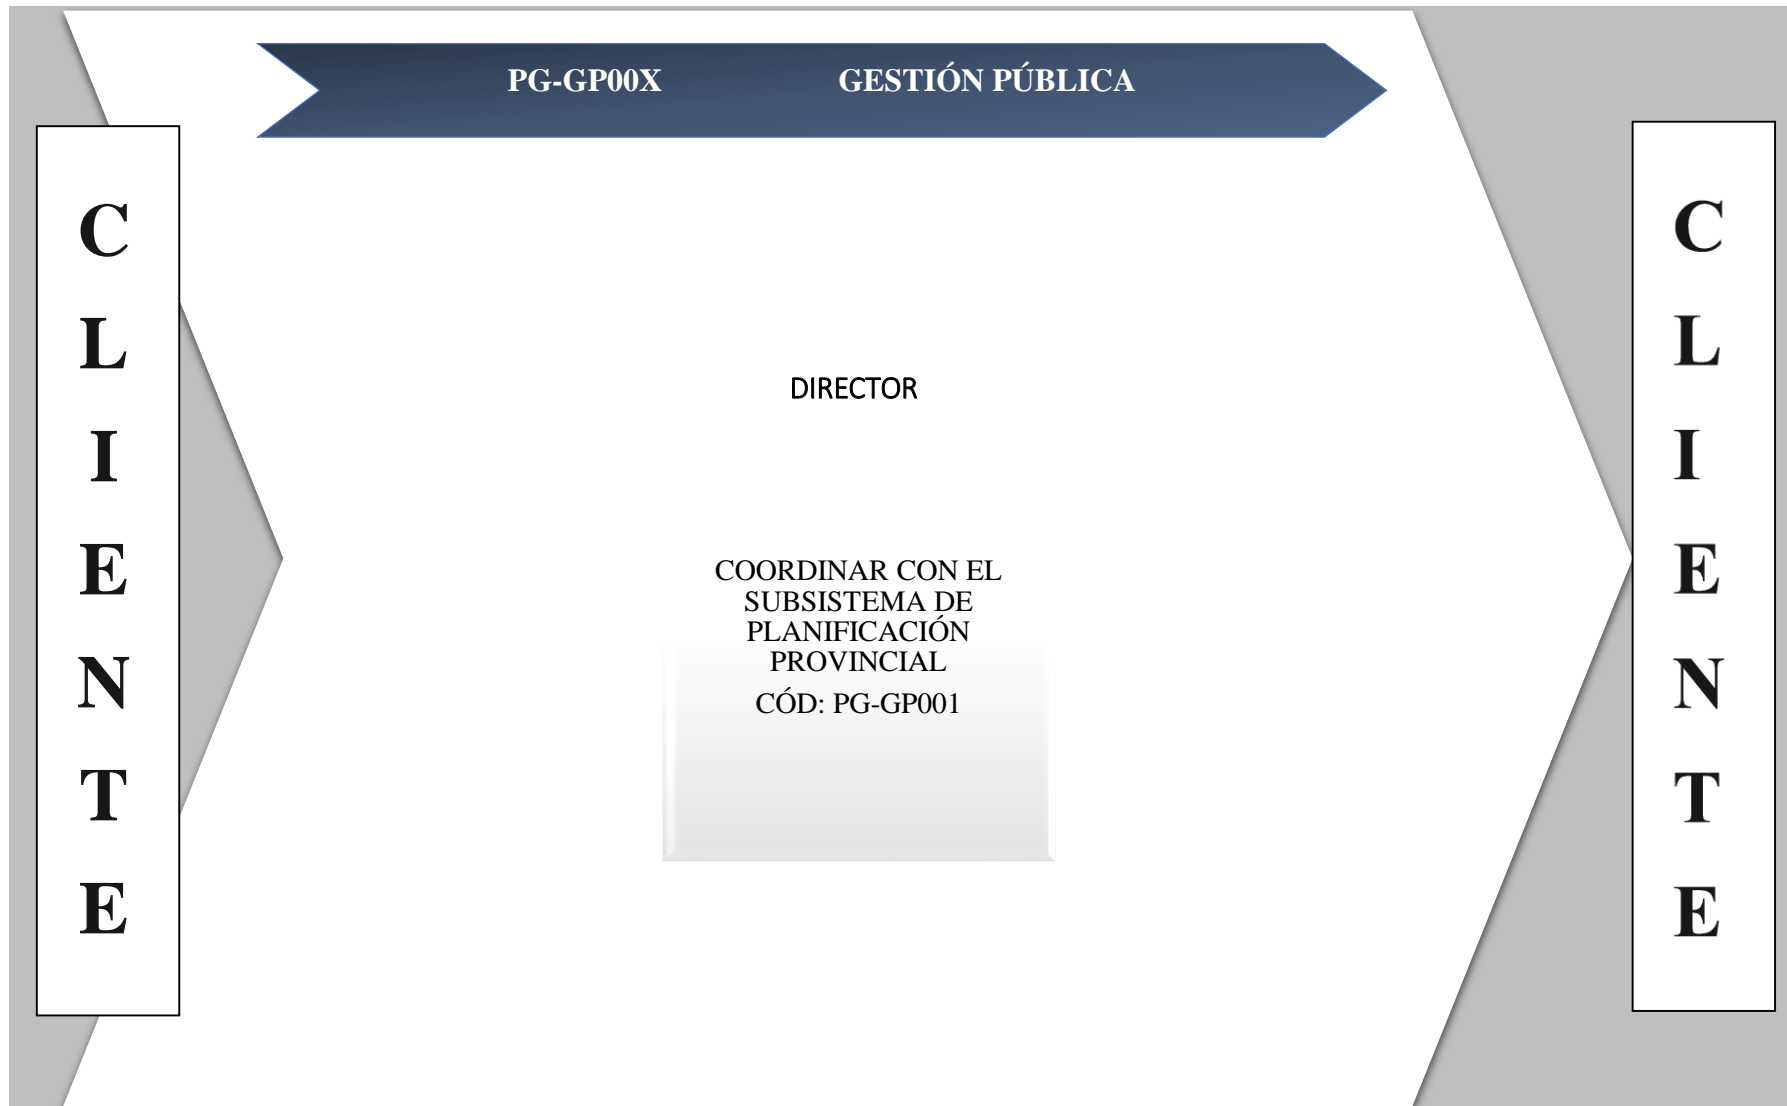 PG-GP00X GESTIÓN PÚBLICA
C
L
I
E
N
T
E
DIRECTOR
COORDINAR CON EL
SUBSISTEMA DE
PLANIFICACIÓN
PROVINCIAL
CÓD: PG-GP001
C
L
I
E
N
T
E